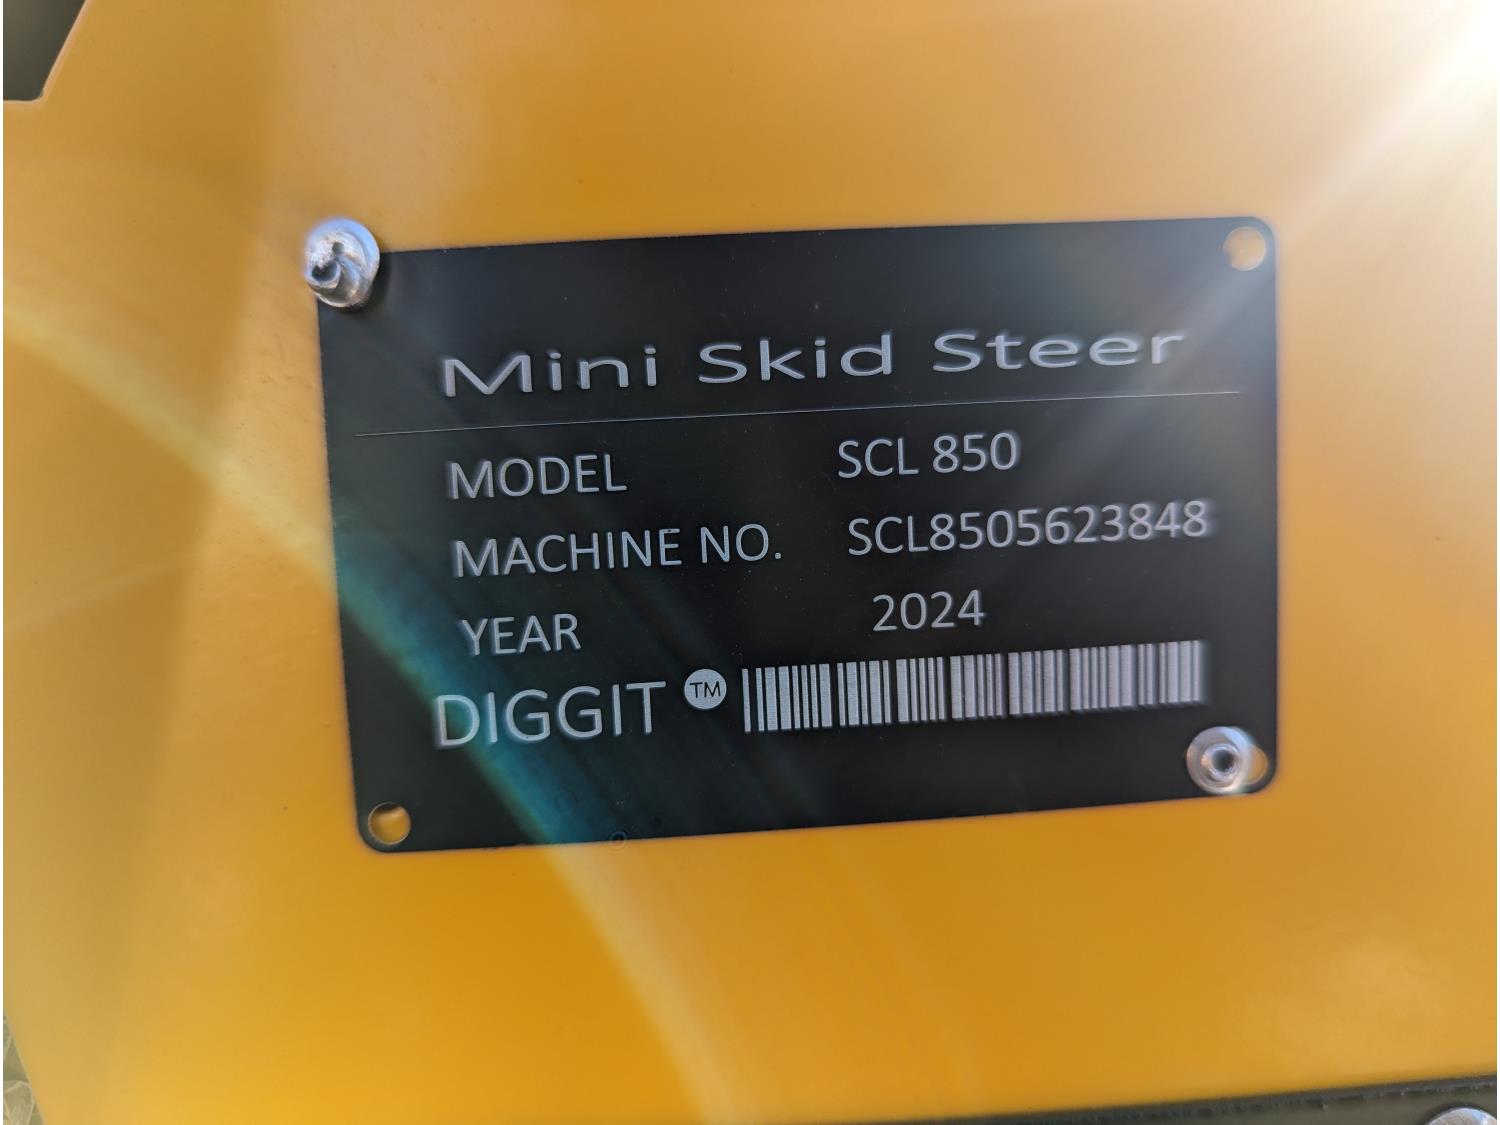 Mini Skid Steer
MODEL SCL 850
MACHINE NO. SCL8505623848
YEAR 2024
DIGGIT TM